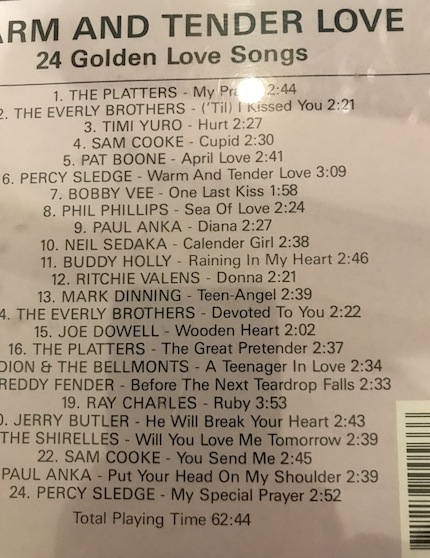 ARM AND TENDER LOVE
24 Golden Love Songs
1. THE PLATTERS - My 2:44
2. THE EVERLY BROTHERS - ('Til) I Kissed You 2:21
3. TIMI YURO - Hurt 2:27
4. SAM COOKE - Cupid 2:30
5. PAT BOONE - April Love 2:41
6. PERCY SLEDGE - Warm And Tender Love 3:09
7. BOBBY VEE - One Last Kiss 1:58
8. PHIL PHILLIPS - Sea Of Love 2:24
9. PAUL ANKA - Diana 2:27
10. NEIL SEDAKA - Calender Girl 2:38
11. BUDDY HOLLY - Raining In My Heart 2:46
12. RITCHIE VALENS - Donna 2:21
13. MARK DINNING - Teen-Angel 2:39
4. THE EVERLY BROTHERS - Devoted To You 2:22
15. JOE DOWELL - Wooden Heart 2:02
16. THE PLATTERS - The Great Pretender 2:37
DION & THE BELLMONTS - A Teenager In Love 2:34
REDDY FENDER - Before The Next Teardrop Falls 2:33
19. RAY CHARLES - Ruby 3:53
0. JERRY BUTLER - He Will Break Your Heart 2:43
THE SHIRELLES - Will You Love Me Tomorrow 2:39
22. SAM COOKE - You Send Me 2:45
PAUL ANKA - Put Your Head On My Shoulder 2:39
24. PERCY SLEDGE - My Special Prayer 2:52
Total Playing Time 62:44